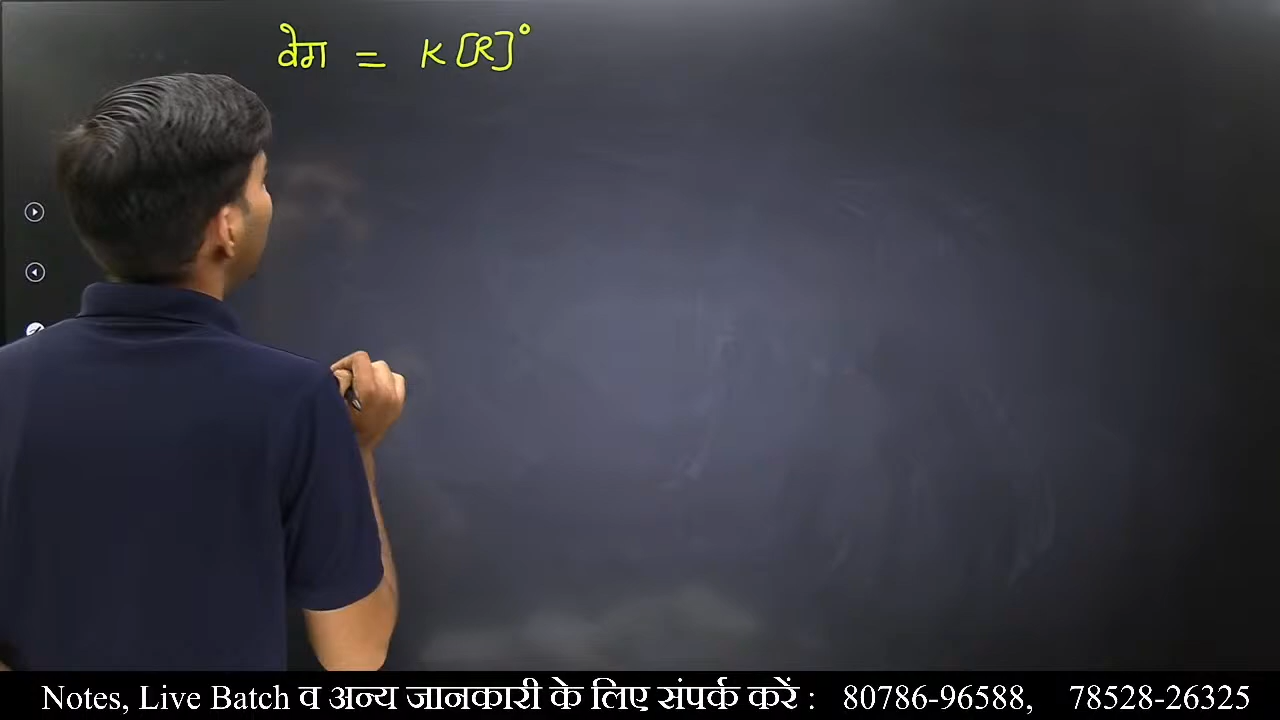 वेग = K[R]°
Notes, Live Batch व अन्य जानकारी के लिए संपर्क करें : 80786-96588, 78528-26325